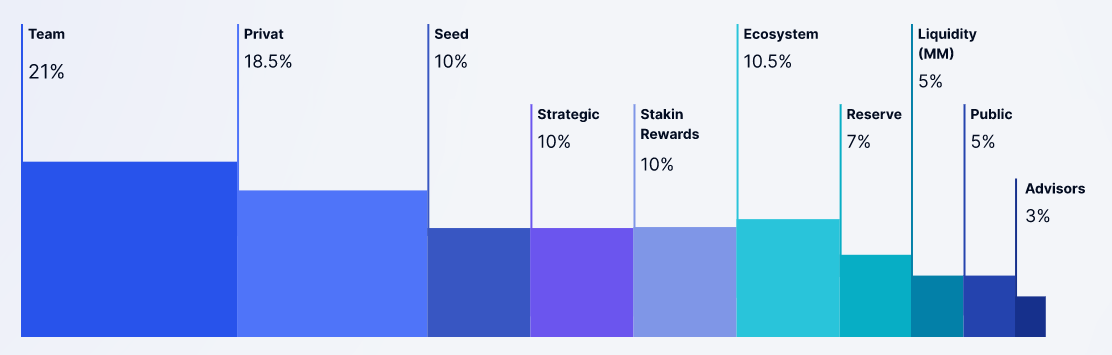 Team
21%
Privat
18.5%
Seed
10%
Strategic
10%
Stakin
Rewards
10%
Ecosystem
10.5%
Reserve
7%
Liquidity
(MM)
5%
Public
5%
Advisors
3%